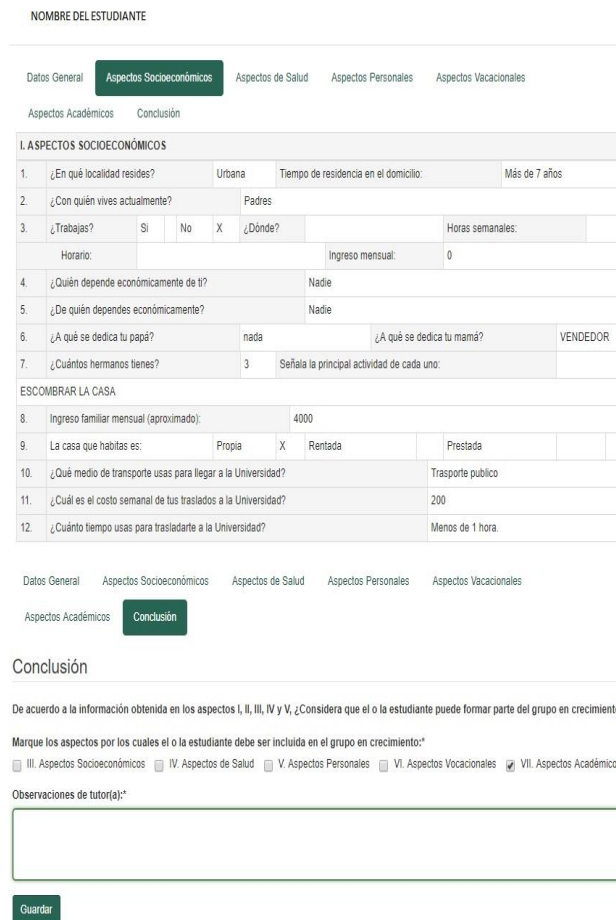 NOMBRE DEL ESTUDIANTE
Datos General Aspectos Socioeconómicos Aspectos de Salud Aspectos Personales Aspectos Vacacionales
Aspectos Académicos Conclusión
I. ASPECTOS SOCIOECONÓMICOS
1. ¿En qué localidad resides? Urbana Tiempo de residencia en el domicilio: Más de 7 años
2. ¿Con quién vives actualmente? Padres
3. ¿Trabajas? Si No X ¿Dónde? Horas semanales:
Horario: Ingreso mensual: 0
4. ¿Quién depende económicamente de ti? Nadie
5. ¿De quién dependes económicamente? Nadie
6. ¿A qué se dedica tu papá? nada ¿A qué se dedica tu mamá? VENDEDOR
7. ¿Cuántos hermanos tienes? 3 Señala la principal actividad de cada uno:
ESCOMBRAR LA CASA
8. Ingreso familiar mensual (aproximado): 4000
9. La casa que habitas es: Propia X Rentada Prestada
10. ¿Qué medio de transporte usas para llegar a la Universidad? Trasporte publico
11. ¿Cuál es el costo semanal de tus traslados a la Universidad? 200
12. ¿Cuánto tiempo usas para trasladarte a la Universidad? Menos de 1 hora.
Datos General Aspectos Socioeconómicos Aspectos de Salud Aspectos Personales Aspectos Vacacionales
Aspectos Académicos Conclusión
Conclusión
De acuerdo a la información obtenida en los aspectos I, II, III, IV y V, ¿Considera que el o la estudiante puede formar parte del grupo en crecimient
Marque los aspectos por los cuales el o la estudiante debe ser incluida en el grupo en crecimiento:*
III. Aspectos Socioeconómicos IV. Aspectos de Salud V. Aspectos Personales VI. Aspectos Vocacionales VII. Aspectos Académico
Observaciones de tutor(a):*
Guardar